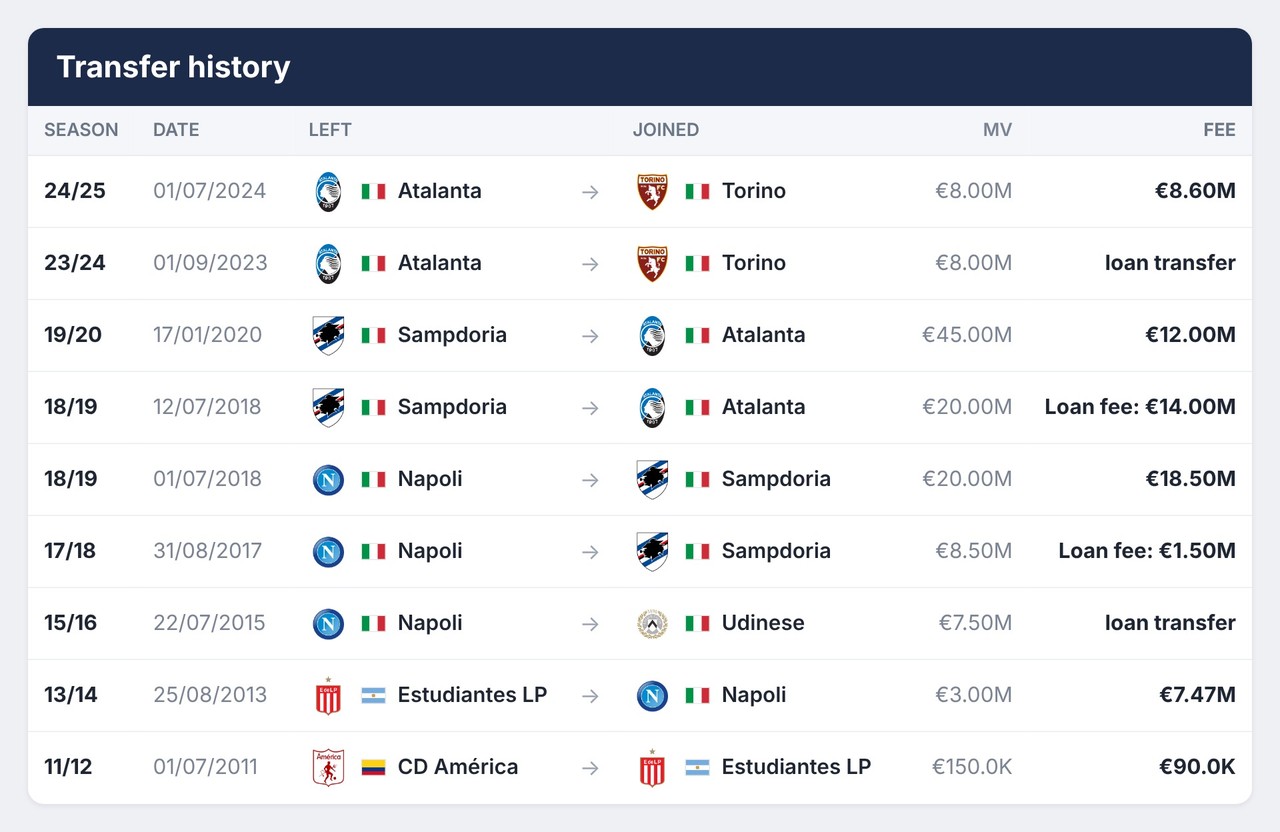 Transfer history
SEASON DATE LEFT JOINED MV FEE
24/25 01/07/2024 Atalanta → Torino €8.00M €8.60M
23/24 01/09/2023 Atalanta → Torino €8.00M loan transfer
19/20 17/01/2020 Sampdoria → Atalanta €45.00M €12.00M
18/19 12/07/2018 Sampdoria → Atalanta €20.00M Loan fee: €14.00M
18/19 01/07/2018 Napoli → Sampdoria €20.00M €18.50M
17/18 31/08/2017 Napoli → Sampdoria €8.50M Loan fee: €1.50M
15/16 22/07/2015 Napoli → Udinese €7.50M loan transfer
13/14 25/08/2013 Estudiantes LP → Napoli €3.00M €7.47M
11/12 01/07/2011 CD América → Estudiantes LP €150.0K €90.0K